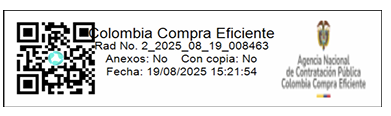 Colombia Compra Eficiente
Rad No. 2_2025_08_19_008463
Anexos: No Con copia: No
Fecha: 19/08/2025 15:21:54
Agencia Nacional
de Contratación Pública
Colombia Compra Eficiente